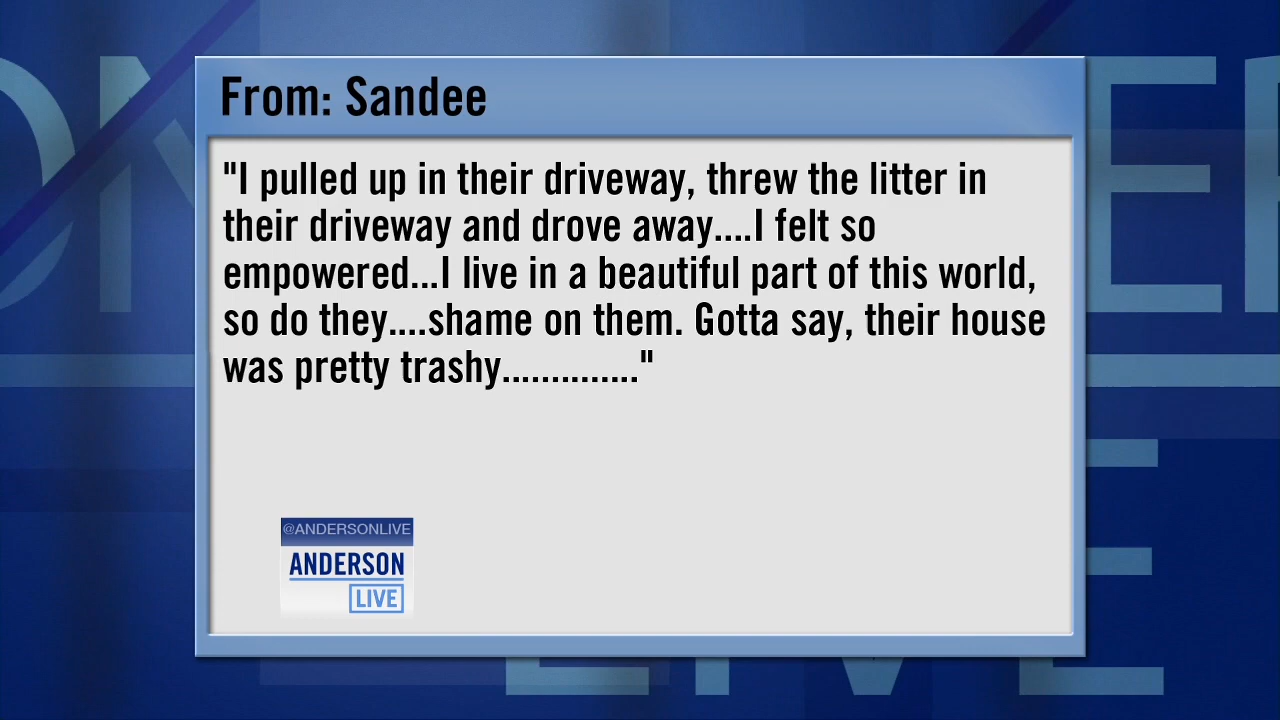 From: Sandee
"I pulled up in their driveway, threw the litter in
their driveway and drove away....I felt so
empowered...I live in a beautiful part of this world,
so do they....shame on them. Gotta say, their house
was pretty trashy.............."
@ANDERSONLIVE
ANDERSON
LIVE